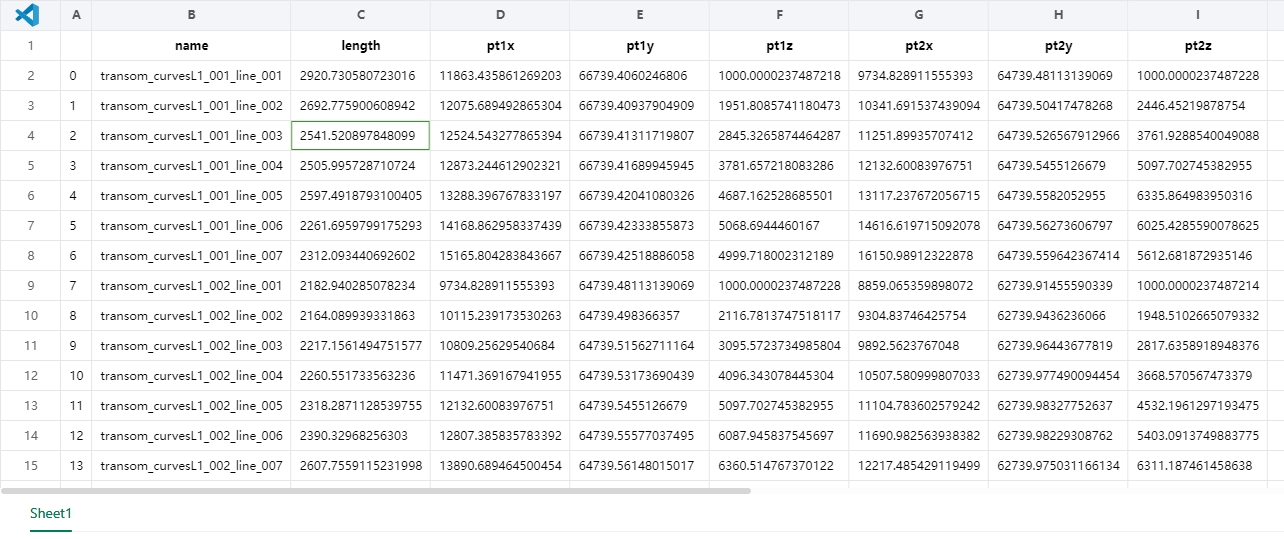 A B C D E F G H I
1 name length pt1x pt1y pt1z pt2x pt2y pt2z
2 0 transom_curvesL1_001_line_001 2920.730580723016 11863.435861269203 66739.4060246806 1000.0000237487218 9734.828911555393 64739.48113139069 1000.0000237487228
3 1 transom_curvesL1_001_line_002 2692.775900608942 12075.689492865304 66739.40937904909 1951.8085741180473 10341.691537439094 64739.50417478268 2446.45219878754
4 2 transom_curvesL1_001_line_003 2541.520897848099 12524.543277865394 66739.41311719807 2845.3265874464287 11251.89935707412 64739.526567912966 3761.9288540049088
5 3 transom_curvesL1_001_line_004 2505.995728710724 12873.244612902321 66739.41689945945 3781.657218083286 12132.60083976751 64739.5455126679 5097.702745382955
6 4 transom_curvesL1_001_line_005 2597.4918793100405 13288.396767833197 66739.42041080326 4687.162528685501 13117.237672056715 64739.5582052955 6335.864983950316
7 5 transom_curvesL1_001_line_006 2261.6959799175293 14168.862958337439 66739.42333855873 5068.6944460167 14616.619715092078 64739.56273606797 6025.4285590078625
8 6 transom_curvesL1_001_line_007 2312.093440692602 15165.804283843667 66739.42518886058 4999.718002312189 16150.98912322878 64739.559642367414 5612.681872935146
9 7 transom_curvesL1_002_line_001 2182.940285078234 9734.828911555393 64739.48113139069 1000.0000237487228 8859.065359898072 62739.91455590339 1000.0000237487214
10 8 transom_curvesL1_002_line_002 2164.089939331863 10115.239173530263 64739.498366357 2116.7813747518117 9304.83746425754 62739.9436236066 1948.5102665079332
11 9 transom_curvesL1_002_line_003 2217.1561494751577 10809.25629540684 64739.51562711164 3095.5723734985804 9892.5623767048 62739.96443677819 2817.6358918948376
12 10 transom_curvesL1_002_line_004 2260.551733563236 11471.369167941955 64739.53173690439 4096.343078445304 10507.580999807033 62739.977490094454 3668.570567473379
13 11 transom_curvesL1_002_line_005 2318.2871128539755 12132.60083976751 64739.5455126679 5097.702745382955 11104.783602579242 62739.98327752637 4532.1961297193475
14 12 transom_curvesL1_002_line_006 2390.32968256303 12807.385835783392 64739.55577037495 6087.945837545697 11690.982563938382 62739.98229308762 5403.0913749883775
15 13 transom_curvesL1_002_line_007 2607.7559115231998 13890.689464500454 64739.56148015017 6360.514767370122 12217.485429119499 62739.975031166134 6311.187461458638
Sheet1